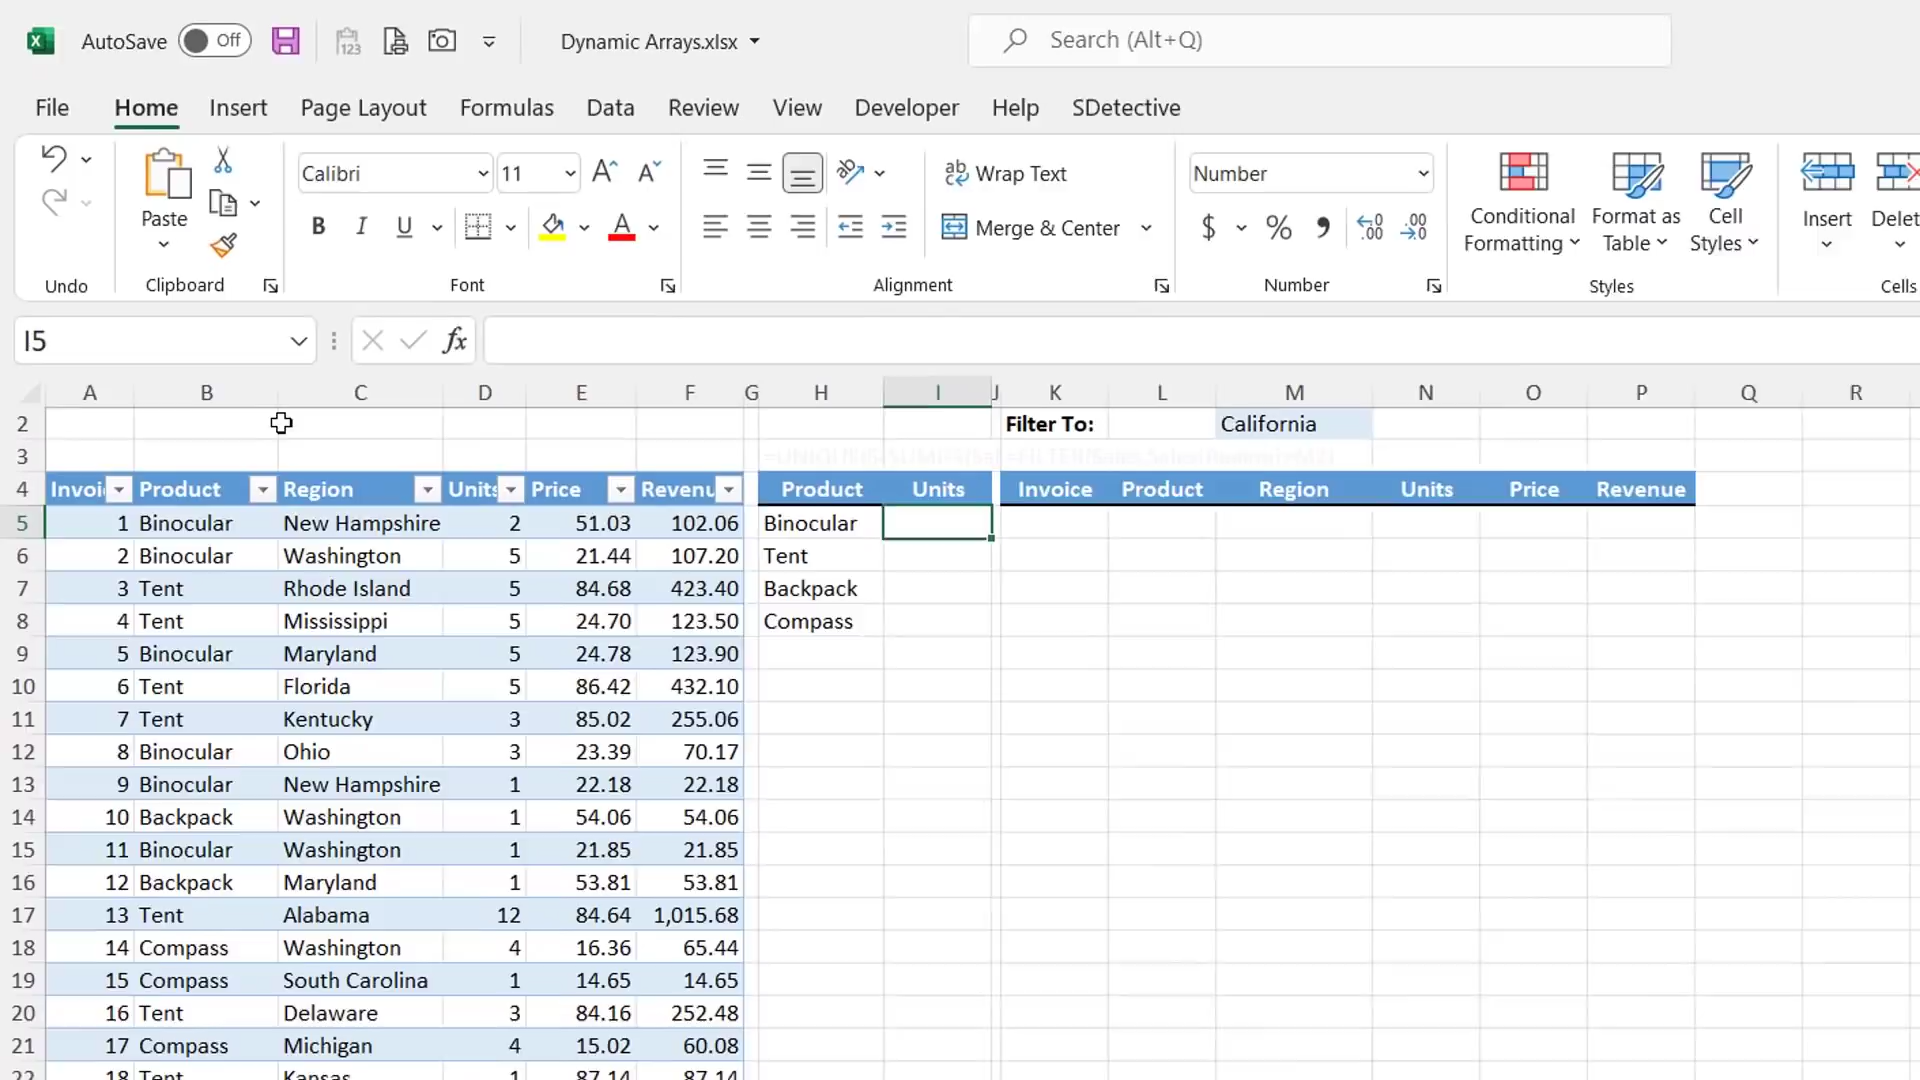 AutoSave Off Dynamic Arrays.xlsx Search (Alt+Q)
File Home Insert Page Layout Formulas Data Review View Developer Help SDetective
Paste Calibri 11 Wrap Text Number Conditional Formatting Format as Table Cell Styles Insert Delet
B I U Merge & Center $ %
Undo Clipboard Font Alignment Number Styles Cells
I5 fx
A B C D E F G H I J K L M N O P Q R
2 Filter To: California
3
4 Invoi Product Region Units Price Revenu Product Units Invoice Product Region Units Price Revenue
5 1 Binocular New Hampshire 2 51.03 102.06 Binocular
6 2 Binocular Washington 5 21.44 107.20 Tent
7 3 Tent Rhode Island 5 84.68 423.40 Backpack
8 4 Tent Mississippi 5 24.70 123.50 Compass
9 5 Binocular Maryland 5 24.78 123.90
10 6 Tent Florida 5 86.42 432.10
11 7 Tent Kentucky 3 85.02 255.06
12 8 Binocular Ohio 3 23.39 70.17
13 9 Binocular New Hampshire 1 22.18 22.18
14 10 Backpack Washington 1 54.06 54.06
15 11 Binocular Washington 1 21.85 21.85
16 12 Backpack Maryland 1 53.81 53.81
17 13 Tent Alabama 12 84.64 1,015.68
18 14 Compass Washington 4 16.36 65.44
19 15 Compass South Carolina 1 14.65 14.65
20 16 Tent Delaware 3 84.16 252.48
21 17 Compass Michigan 4 15.02 60.08
22 18 Tent Kansas 1 87.14 87.14